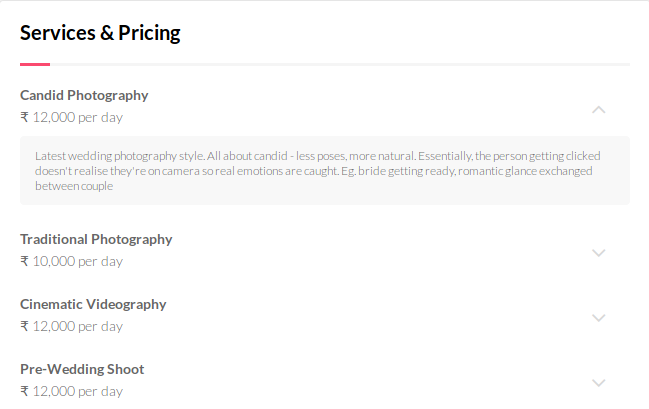 Services & Pricing
Candid Photography
₹ 12,000 per day
Latest wedding photography style. All about candid - less poses, more natural. Essentially, the person getting clicked
doesn't realise they're on camera so real emotions are caught. Eg. bride getting ready, romantic glance exchanged
between couple
Traditional Photography
₹ 10,000 per day
Cinematic Videography
₹ 12,000 per day
Pre-Wedding Shoot
₹ 12,000 per day